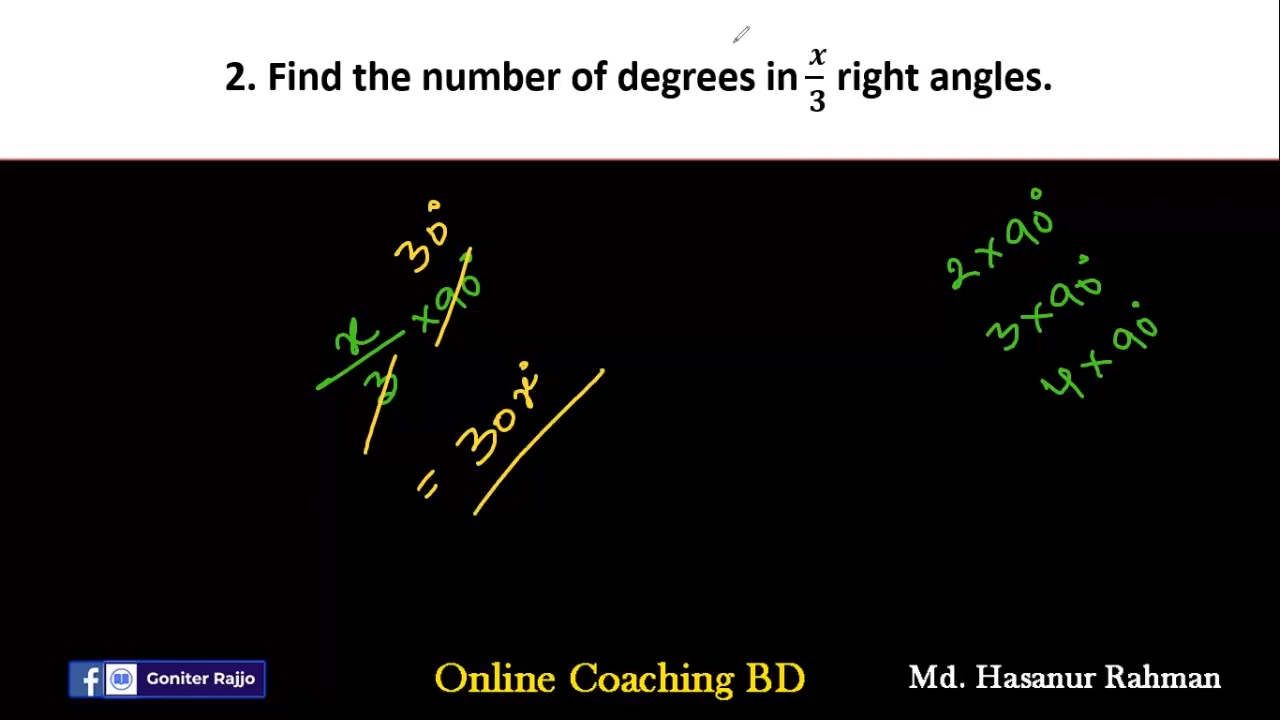 2. Find the number of degrees in x/3 right angles.
30°
x/3 × 90°
= 30x°
2 × 90°
3 × 90°
4 × 90°
Goniter Rajjo
Online Coaching BD
Md. Hasanur Rahman